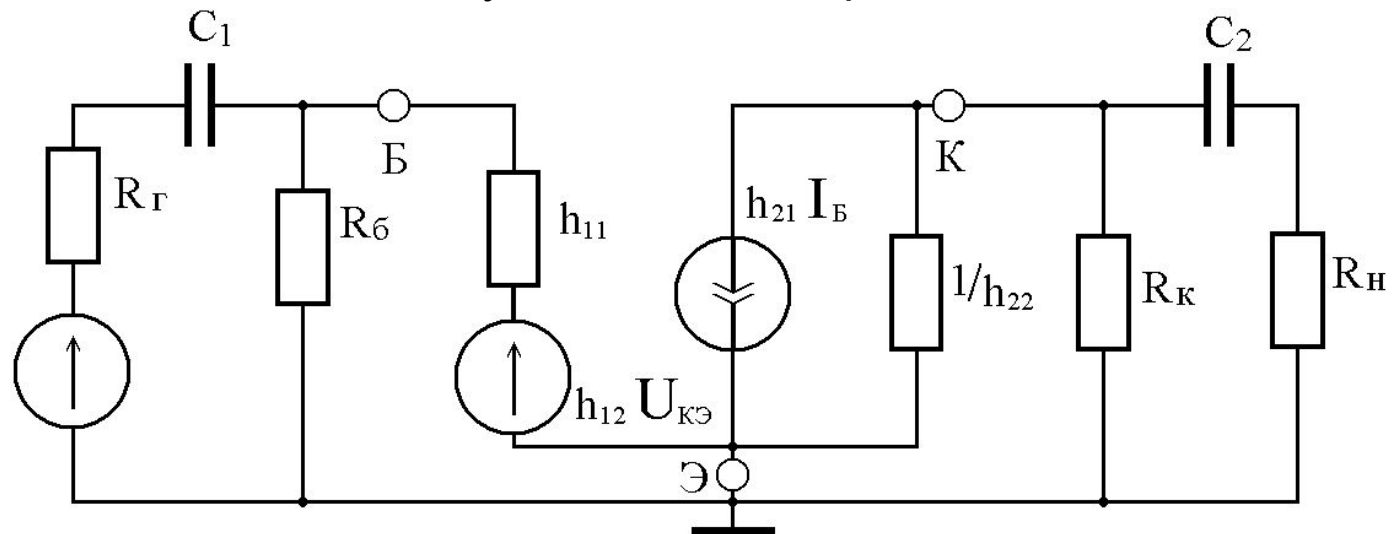 C₁
C₂
Б
К
Rг
Rб
h₁₁
h₂₁ Iб
1/h₂₂
Rк
Rн
h₁₂ Uкэ
Э